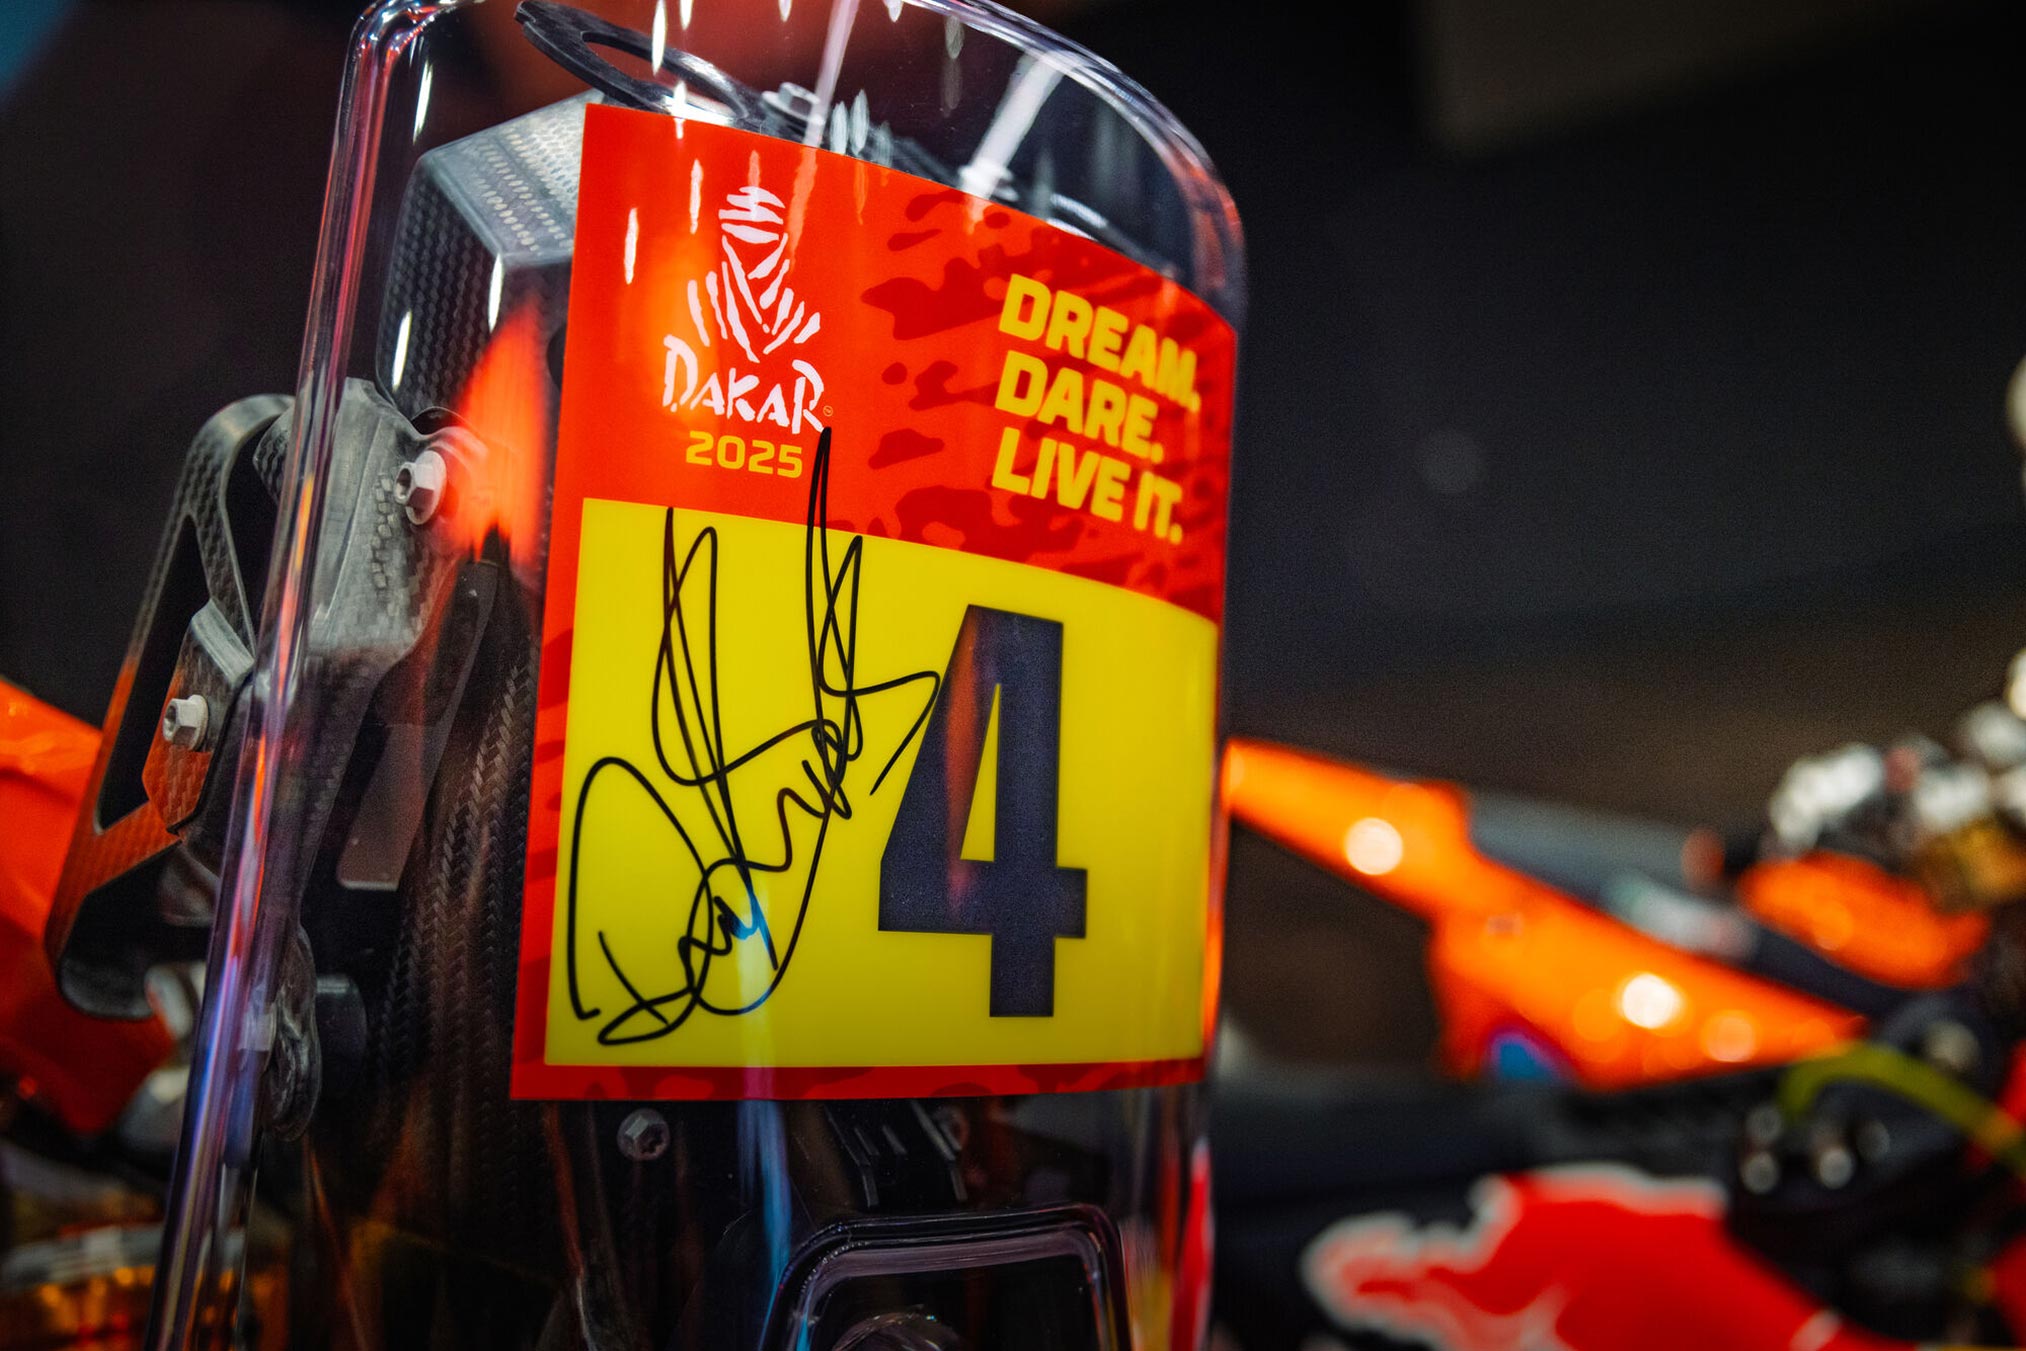 DAKAR
2025
DREAM.
DARE.
LIVE IT.
4